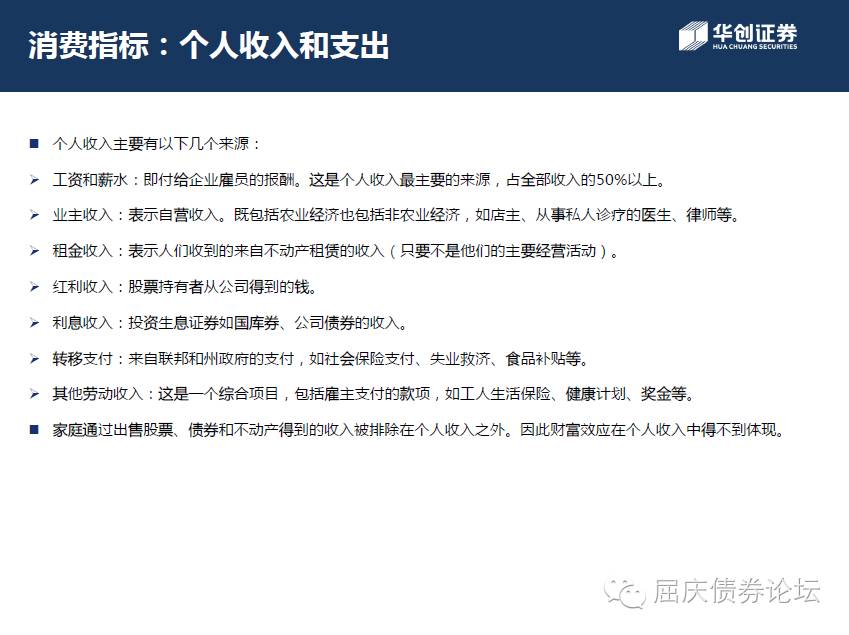 消费指标：个人收入和支出
华创证券
HUA CHUANG SECURITIES
个人收入主要有以下几个来源：
工资和薪水：即付给企业雇员的报酬。这是个人收入最主要的来源，占全部收入的50%以上。
业主收入：表示自营收入。既包括农业经济也包括非农业经济，如店主、从事私人诊疗的医生、律师等。
租金收入：表示人们收到的来自不动产租赁的收入（只要不是他们的主要经营活动）。
红利收入：股票持有者从公司得到的钱。
利息收入：投资生息证券如国库券、公司债券的收入。
转移支付：来自联邦和州政府的支付，如社会保险支付、失业救济、食品补贴等。
其他劳动收入：这是一个综合项目，包括雇主支付的款项，如工人生活保险、健康计划、奖金等。
家庭通过出售股票、债券和不动产得到的收入被排除在个人收入之外。因此财富效应在个人收入中得不到体现。
屈庆债券论坛